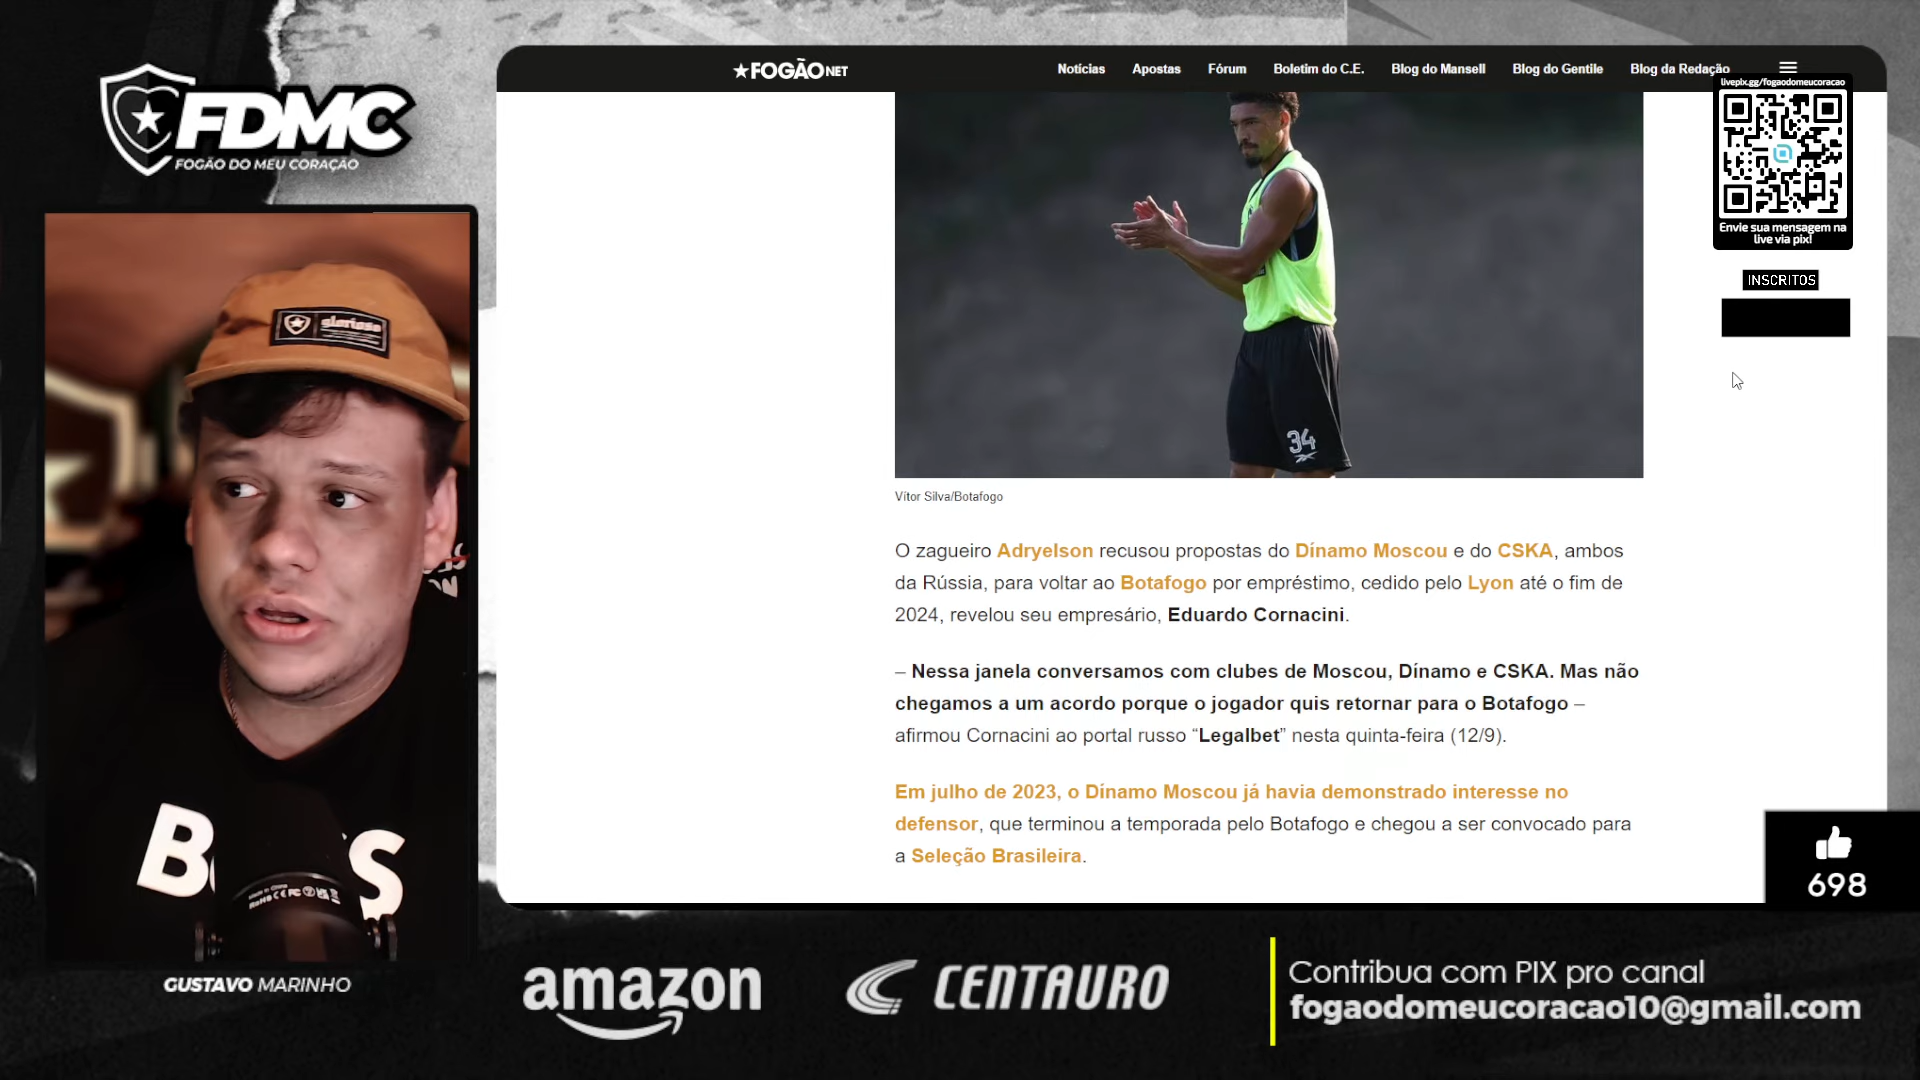 FDMC
FOGÃO DO MEU CORAÇÃO
FOGÃONET
Notícias
Apostas
Fórum
Boletim do C.E.
Blog do Mansell
Blog do Gentile
Blog da Redação
livepix.gg/fogaodomeucoracao
Envie sua mensagem na
live via pix!
INSCRITOS
glorioso
34
Vítor Silva/Botafogo
O zagueiro Adryelson recusou propostas do Dínamo Moscou e do CSKA, ambos
da Rússia, para voltar ao Botafogo por empréstimo, cedido pelo Lyon até o fim de
2024, revelou seu empresário, Eduardo Cornacini.
– Nessa janela conversamos com clubes de Moscou, Dínamo e CSKA. Mas não
chegamos a um acordo porque o jogador quis retornar para o Botafogo –
afirmou Cornacini ao portal russo “Legalbet” nesta quinta-feira (12/9).
Em julho de 2023, o Dínamo Moscou já havia demonstrado interesse no
defensor, que terminou a temporada pelo Botafogo e chegou a ser convocado para
a Seleção Brasileira.
698
GUSTAVO MARINHO
amazon
CENTAURO
Contribua com PIX pro canal
fogaodomeucoracao10@gmail.com